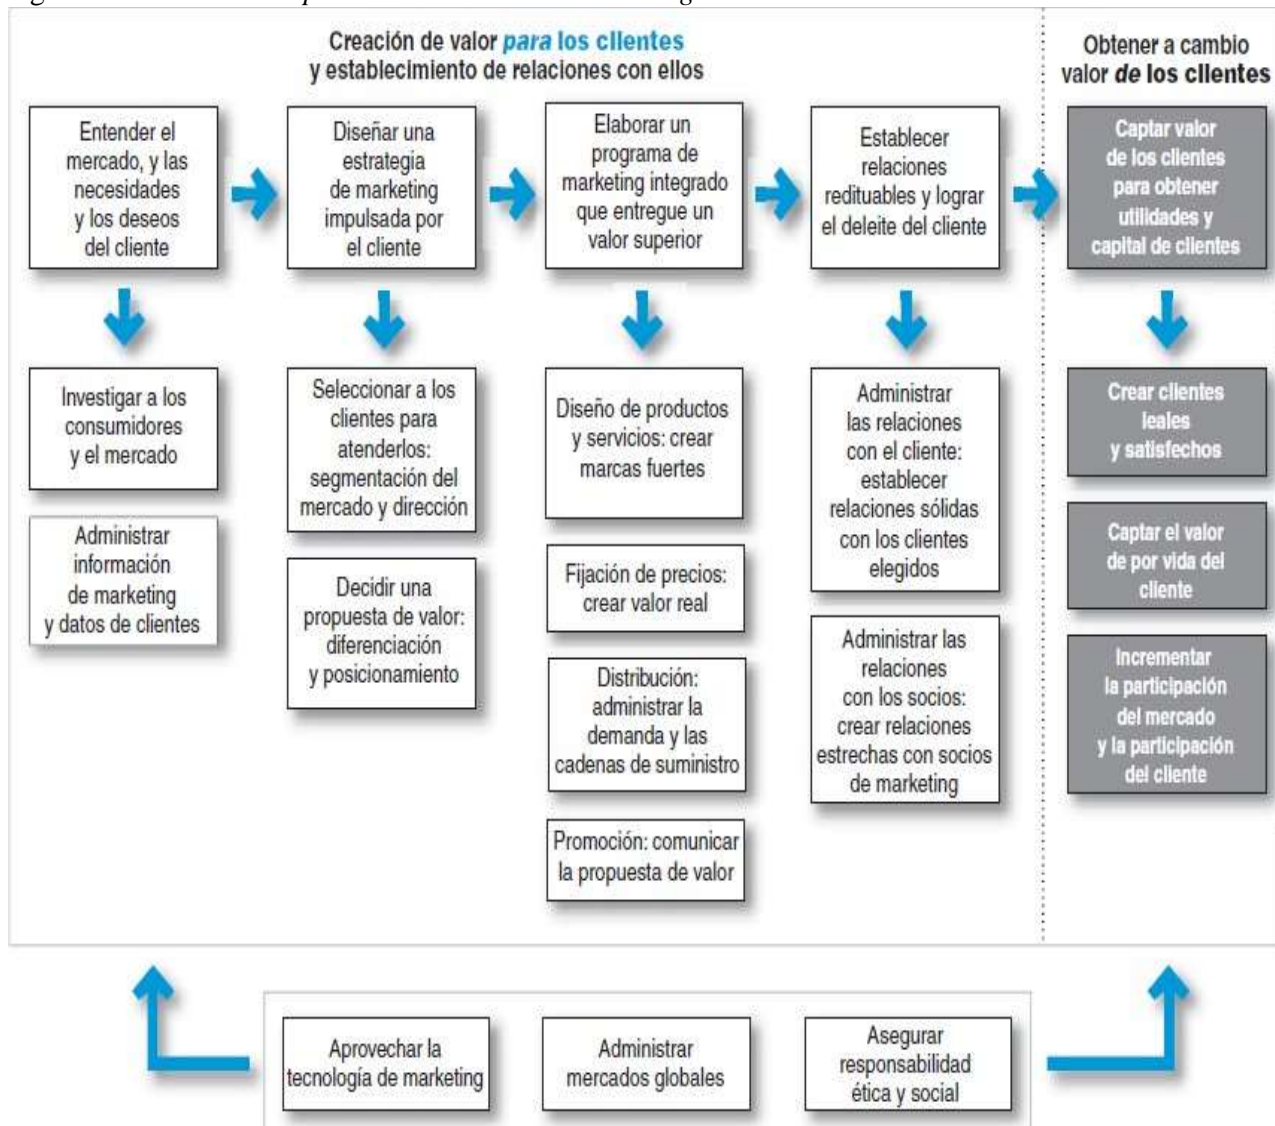 Creación de valor para los clientes
y establecimiento de relaciones con ellos
Obtener a cambio
valor de los clientes
Entender el
mercado, y las
necesidades
y los deseos
del cliente
Diseñar una
estrategia
de marketing
impulsada por
el cliente
Elaborar un
programa de
marketing integrado
que entregue un
valor superior
Establecer
relaciones
redituables y lograr
el deleite del cliente
Captar valor
de los clientes
para obtener
utilidades y
capital de clientes
Investigar a los
consumidores
y el mercado
Administrar
información
de marketing
y datos de clientes
Seleccionar a los
clientes para
atenderlos:
segmentación del
mercado y dirección
Decidir una
propuesta de valor:
diferenciación
y posicionamiento
Diseño de productos
y servicios: crear
marcas fuertes
Fijación de precios:
crear valor real
Distribución:
administrar la
demanda y las
cadenas de suministro
Promoción: comunicar
la propuesta de valor
Administrar
las relaciones
con el cliente:
establecer
relaciones sólidas
con los clientes
elegidos
Administrar las
relaciones
con los socios:
crear relaciones
estrechas con socios
de marketing
Crear clientes
leales
y satisfechos
Captar el valor
de por vida del
cliente
Incrementar
la participación
del mercado
y la participación
del cliente
Aprovechar la
tecnología de marketing
Administrar
mercados globales
Asegurar
responsabilidad
ética y social